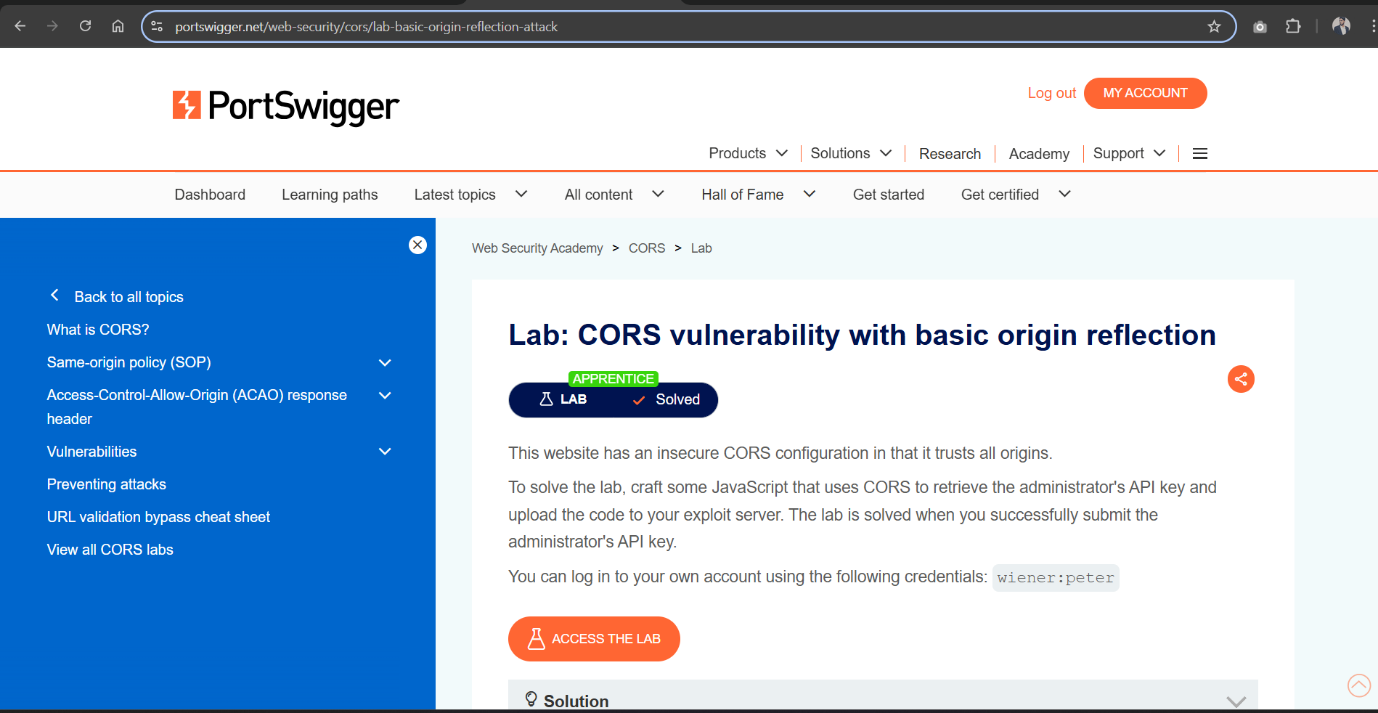 portswigger.net/web-security/cors/lab-basic-origin-reflection-attack
PortSwigger
Log out
MY ACCOUNT
Products
Solutions
Research
Academy
Support
Dashboard
Learning paths
Latest topics
All content
Hall of Fame
Get started
Get certified
Back to all topics
What is CORS?
Same-origin policy (SOP)
Access-Control-Allow-Origin (ACAO) response
header
Vulnerabilities
Preventing attacks
URL validation bypass cheat sheet
View all CORS labs
Web Security Academy > CORS > Lab
Lab: CORS vulnerability with basic origin reflection
APPRENTICE
LAB
Solved
This website has an insecure CORS configuration in that it trusts all origins.
To solve the lab, craft some JavaScript that uses CORS to retrieve the administrator's API key and
upload the code to your exploit server. The lab is solved when you successfully submit the
administrator's API key.
You can log in to your own account using the following credentials: wiener:peter
ACCESS THE LAB
Solution